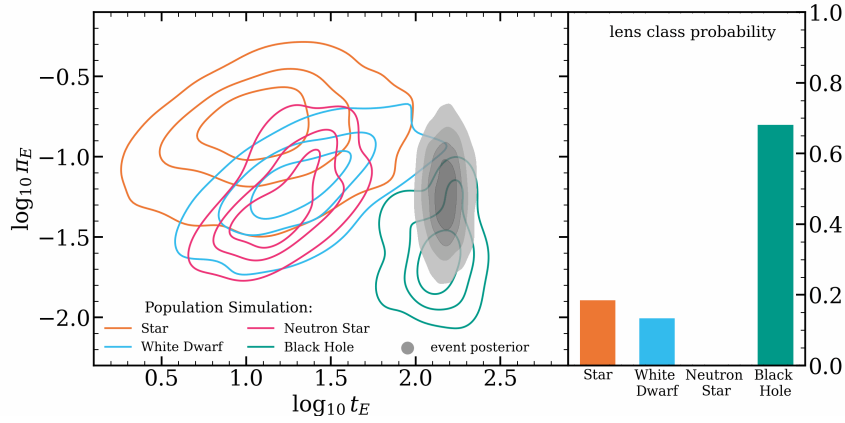 −0.5
−1.0
−1.5
−2.0
log₁₀ π_E
0.5
1.0
1.5
2.0
2.5
log₁₀ t_E
Population Simulation:
Star
White Dwarf
Neutron Star
Black Hole
event posterior
lens class probability
1.0
0.8
0.6
0.4
0.2
0.0
Star
White
Dwarf
Neutron
Star
Black
Hole